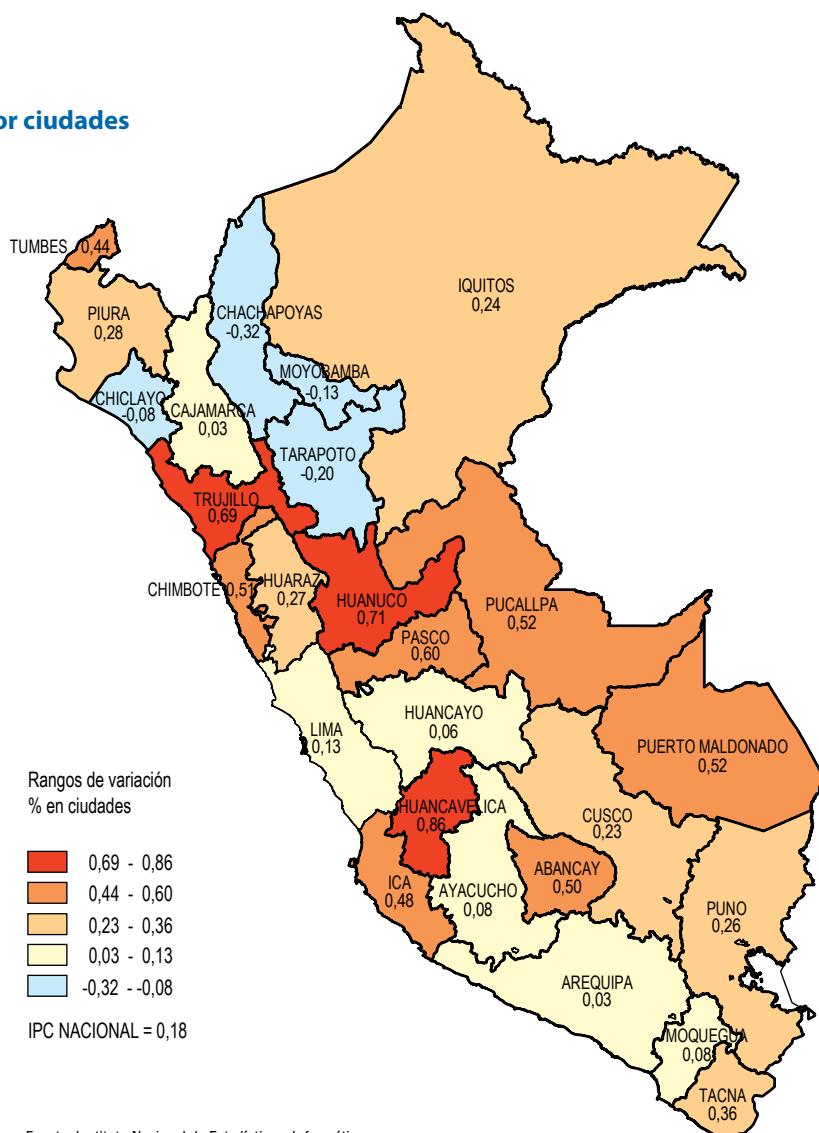 or ciudades
TUMBES 0,44
IQUITOS
0,24
PIURA
0,28
CHACHAPOYAS
-0,32
MOYOBAMBA
-0,13
CHICLAYO
-0,08
CAJAMARCA
0,03
TARAPOTO
-0,20
TRUJILLO
0,69
CHIMBOTE 0,51
HUARAZ
0,27
HUANUCO
0,71
PUCALLPA
0,52
PASCO
0,60
HUANCAYO
0,06
LIMA
0,13
PUERTO MALDONADO
0,52
HUANCAVELICA
0,86
CUSCO
0,23
ABANCAY
0,50
ICA
0,48
AYACUCHO
0,08
PUNO
0,26
AREQUIPA
0,03
MOQUEGUA
0,08
TACNA
0,36
Rangos de variación
% en ciudades
0,69 - 0,86
0,44 - 0,60
0,23 - 0,36
0,03 - 0,13
-0,32 - -0,08
IPC NACIONAL = 0,18